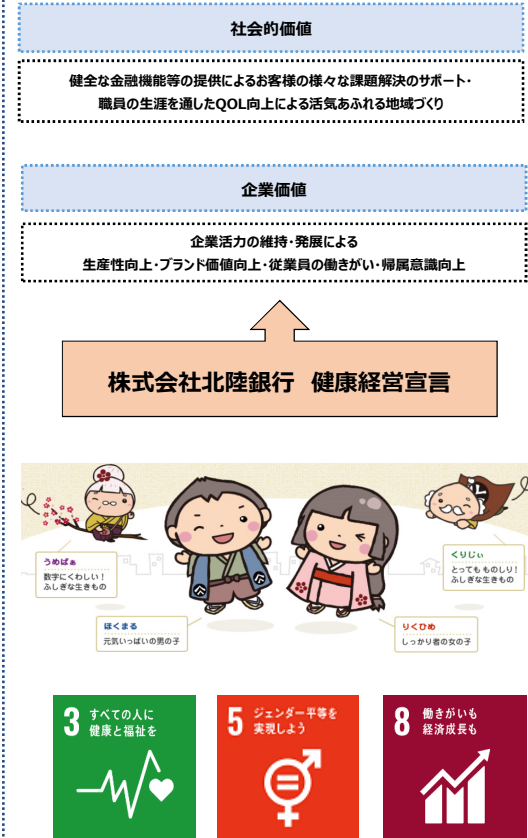 社会的価値
健全な金融機能等の提供によるお客様の様々な課題解決のサポート・
職員の生涯を通したQOL向上による活気あふれる地域づくり
企業価値
企業活力の維持・発展による
生産性向上・ブランド価値向上・従業員の働きがい・帰属意識向上
株式会社北陸銀行 健康経営宣言
うめばぁ
数字にくわしい！
ふしぎな生きもの
くりじぃ
とっても ものしり！
ふしぎな生きもの
ほくまる
元気いっぱいの男の子
りくひめ
しっかり者の女の子
3 すべての人に
健康と福祉を
5 ジェンダー平等を
実現しよう
8 働きがいも
経済成長も